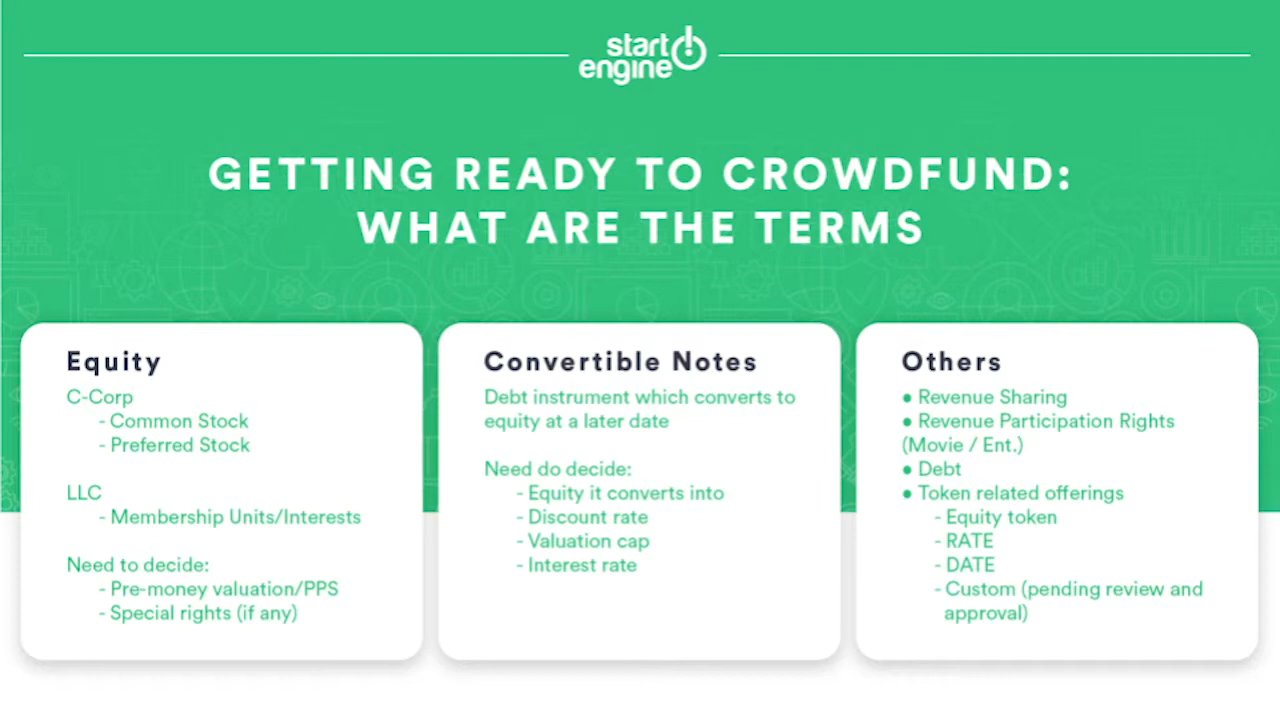 start
engine
GETTING READY TO CROWDFUND:
WHAT ARE THE TERMS
Equity
C-Corp
- Common Stock
- Preferred Stock
LLC
- Membership Units/Interests
Need to decide:
- Pre-money valuation/PPS
- Special rights (if any)
Convertible Notes
Debt instrument which converts to
equity at a later date
Need do decide:
- Equity it converts into
- Discount rate
- Valuation cap
- Interest rate
Others
● Revenue Sharing
● Revenue Participation Rights
(Movie / Ent.)
● Debt
● Token related offerings
- Equity token
- RATE
- DATE
- Custom (pending review and
approval)